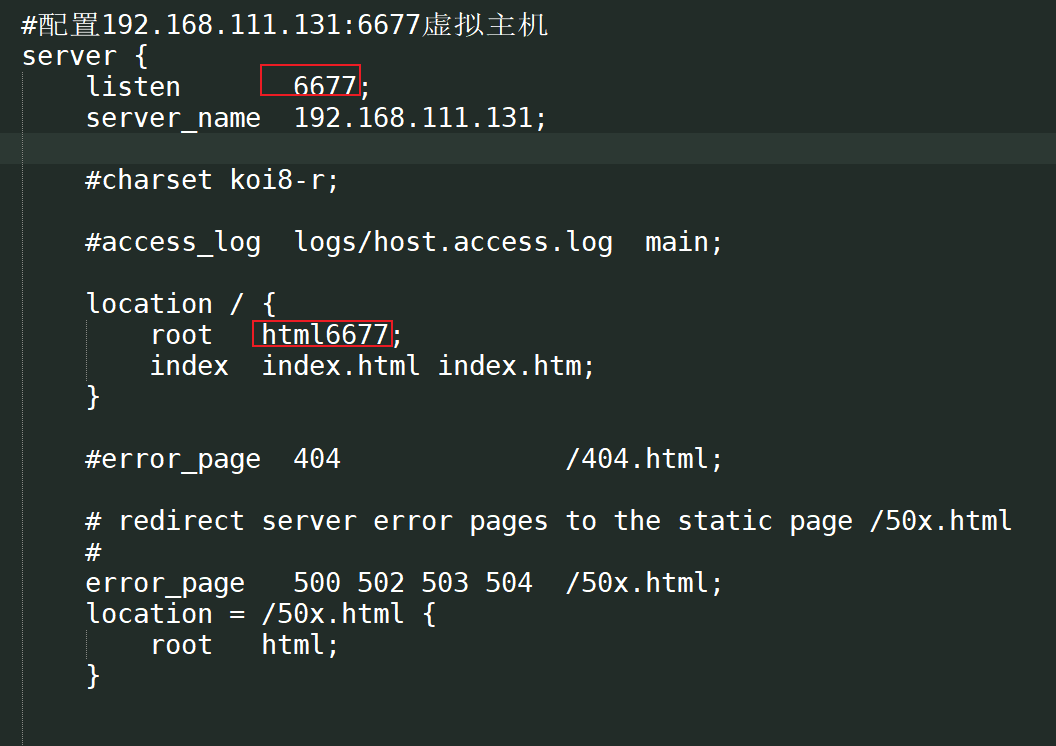 #配置192.168.111.131:6677虚拟主机
server {
    listen       6677;
    server_name  192.168.111.131;
    #charset koi8-r;
    #access_log  logs/host.access.log  main;
    location / {
        root   html6677;
        index  index.html index.htm;
    }
    #error_page  404              /404.html;
    # redirect server error pages to the static page /50x.html
    #
    error_page   500 502 503 504  /50x.html;
    location = /50x.html {
        root   html;
    }